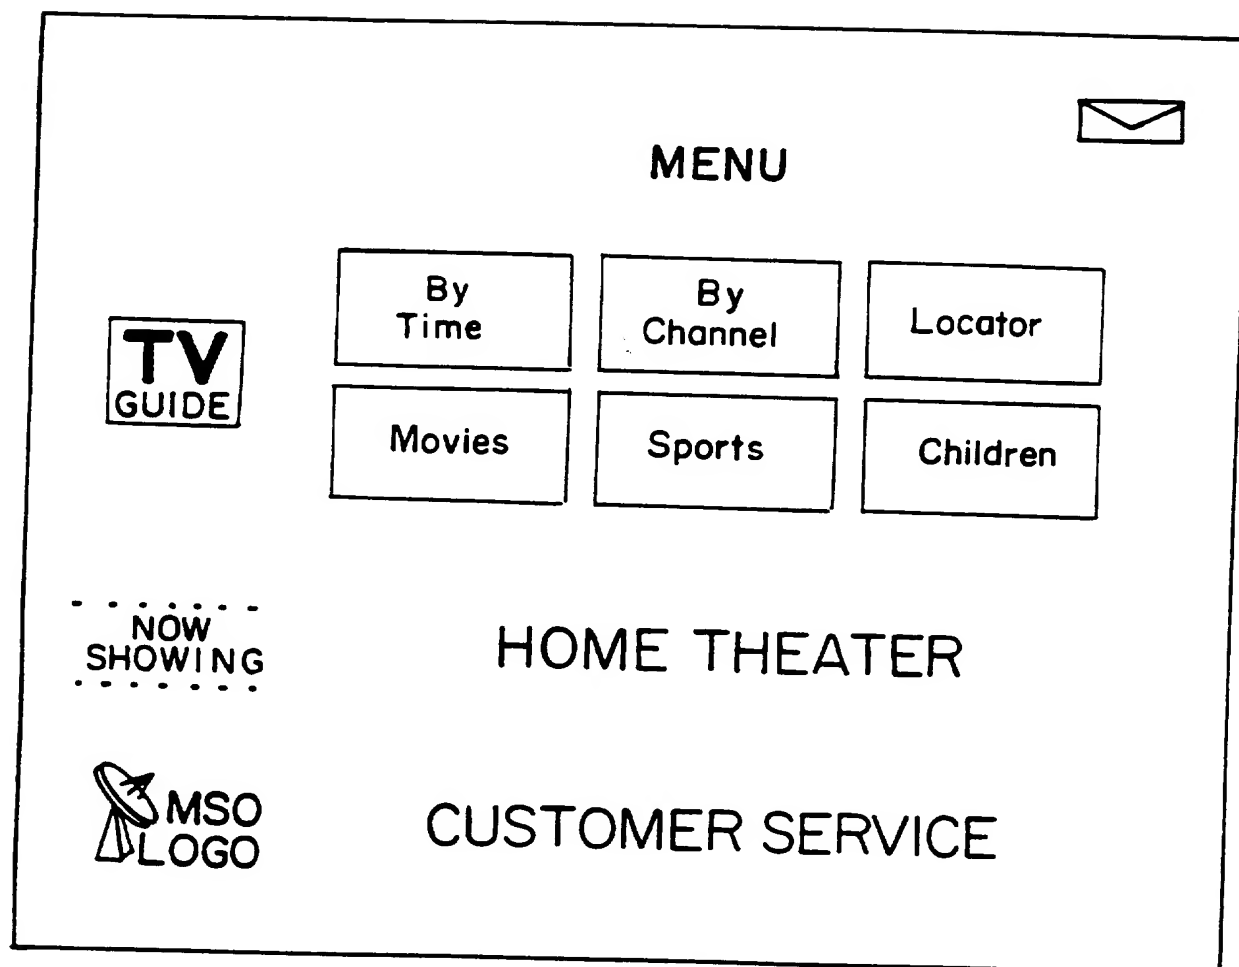 MENU
TV
GUIDE
By
Time
By
Channel
Locator
Movies
Sports
Children
NOW
SHOWING
HOME THEATER
MSO
LOGO
CUSTOMER SERVICE